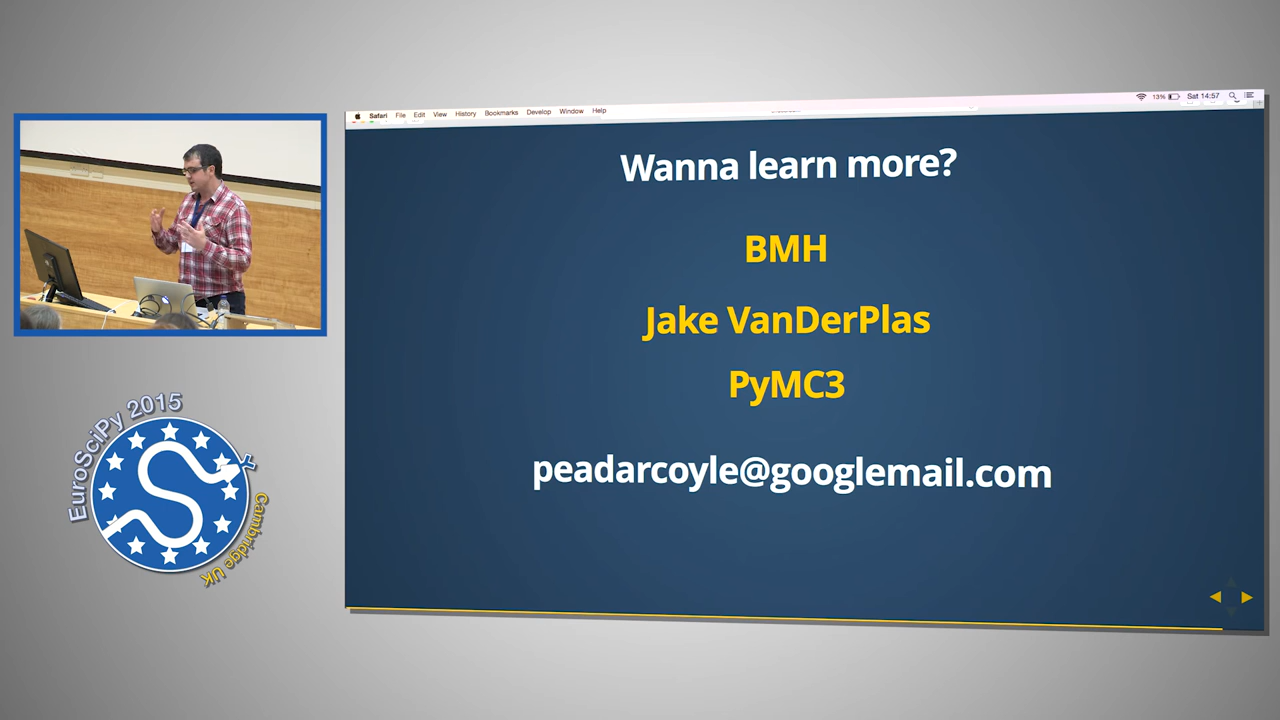 Safari File Edit View History Bookmarks Develop Window Help
13% Sat 14:57
Wanna learn more?
BMH
Jake VanDerPlas
PyMC3
peadarcoyle@googlemail.com
EuroSciPy 2015
Cambridge UK